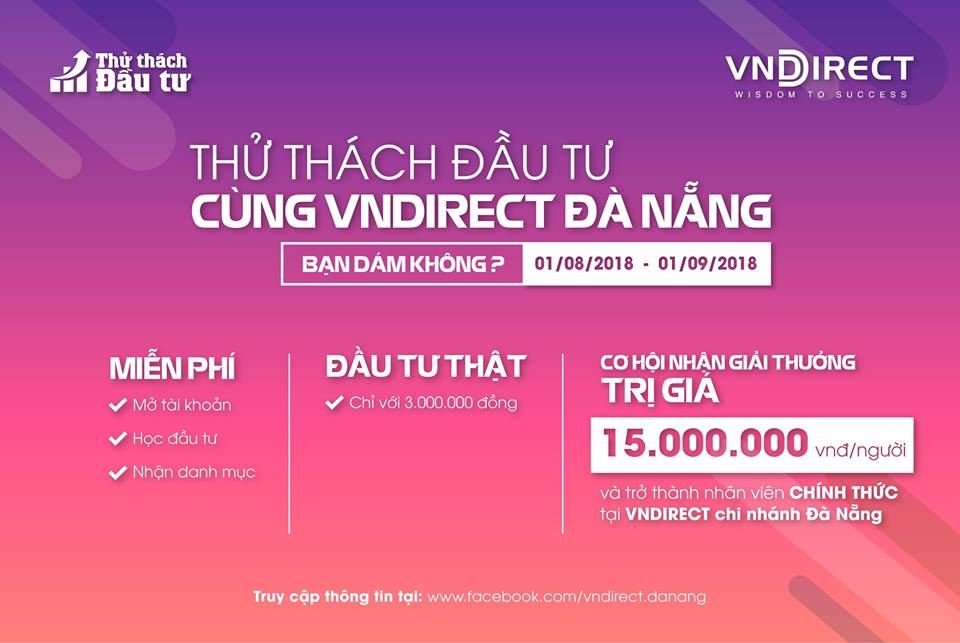 Thử thách
Đầu tư
VNDIRECT
WISDOM TO SUCCESS
THỬ THÁCH ĐẦU TƯ
CÙNG VNDIRECT ĐÀ NẴNG
BẠN DÁM KHÔNG?
01/08/2018 - 01/09/2018
MIỄN PHÍ
Mở tài khoản
Học đầu tư
Nhận danh mục
ĐẦU TƯ THẬT
Chỉ với 3.000.000 đồng
CƠ HỘI NHẬN GIẢI THƯỞNG
TRỊ GIÁ
15.000.000 vnđ/người
và trở thành nhân viên CHÍNH THỨC
tại VNDIRECT chi nhánh Đà Nẵng
Truy cập thông tin tại: www.facebook.com/vndirect.danang